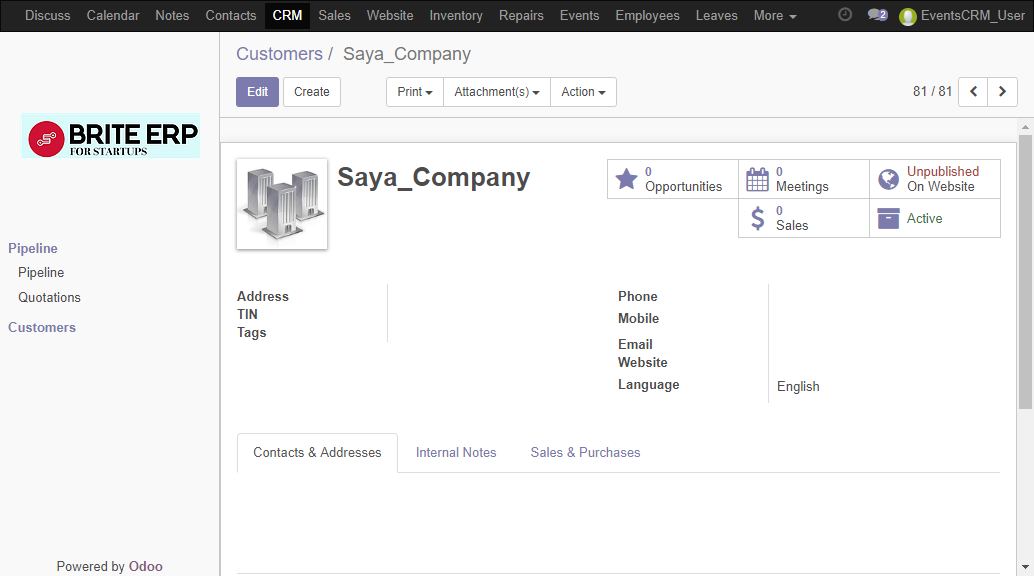 Discuss Calendar Notes Contacts CRM Sales Website Inventory Repairs Events Employees Leaves More 2 EventsCRM_User
Customers / Saya_Company
Edit Create Print Attachment(s) Action 81 / 81
BRITE ERP
FOR STARTUPS
Saya_Company
0
Opportunities
0
Meetings
Unpublished
On Website
0
Sales
Active
Pipeline
Pipeline
Quotations
Customers
Address
TIN
Tags
Phone
Mobile
Email
Website
Language English
Contacts & Addresses Internal Notes Sales & Purchases
Powered by Odoo